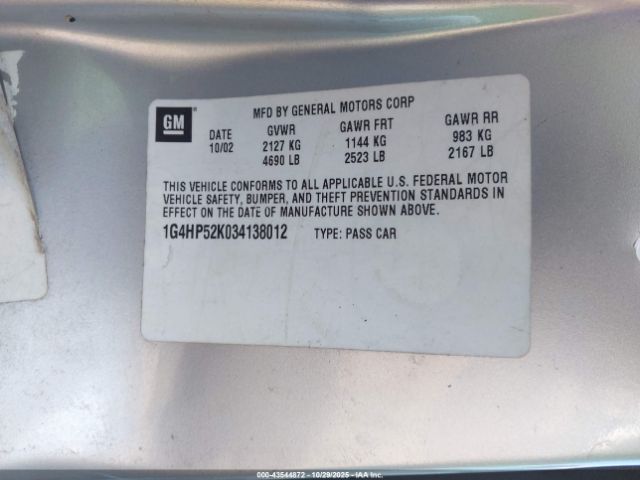 GM
MFD BY GENERAL MOTORS CORP
DATE GVWR GAWR FRT GAWR RR
10/02 2127 KG 1144 KG 983 KG
4690 LB 2523 LB 2167 LB
THIS VEHICLE CONFORMS TO ALL APPLICABLE U.S. FEDERAL MOTOR
VEHICLE SAFETY, BUMPER, AND THEFT PREVENTION STANDARDS IN
EFFECT ON THE DATE OF MANUFACTURE SHOWN ABOVE.
1G4HP52K034138012 TYPE: PASS CAR
000-43544872 - 10/29/2025 - IAA, Inc.